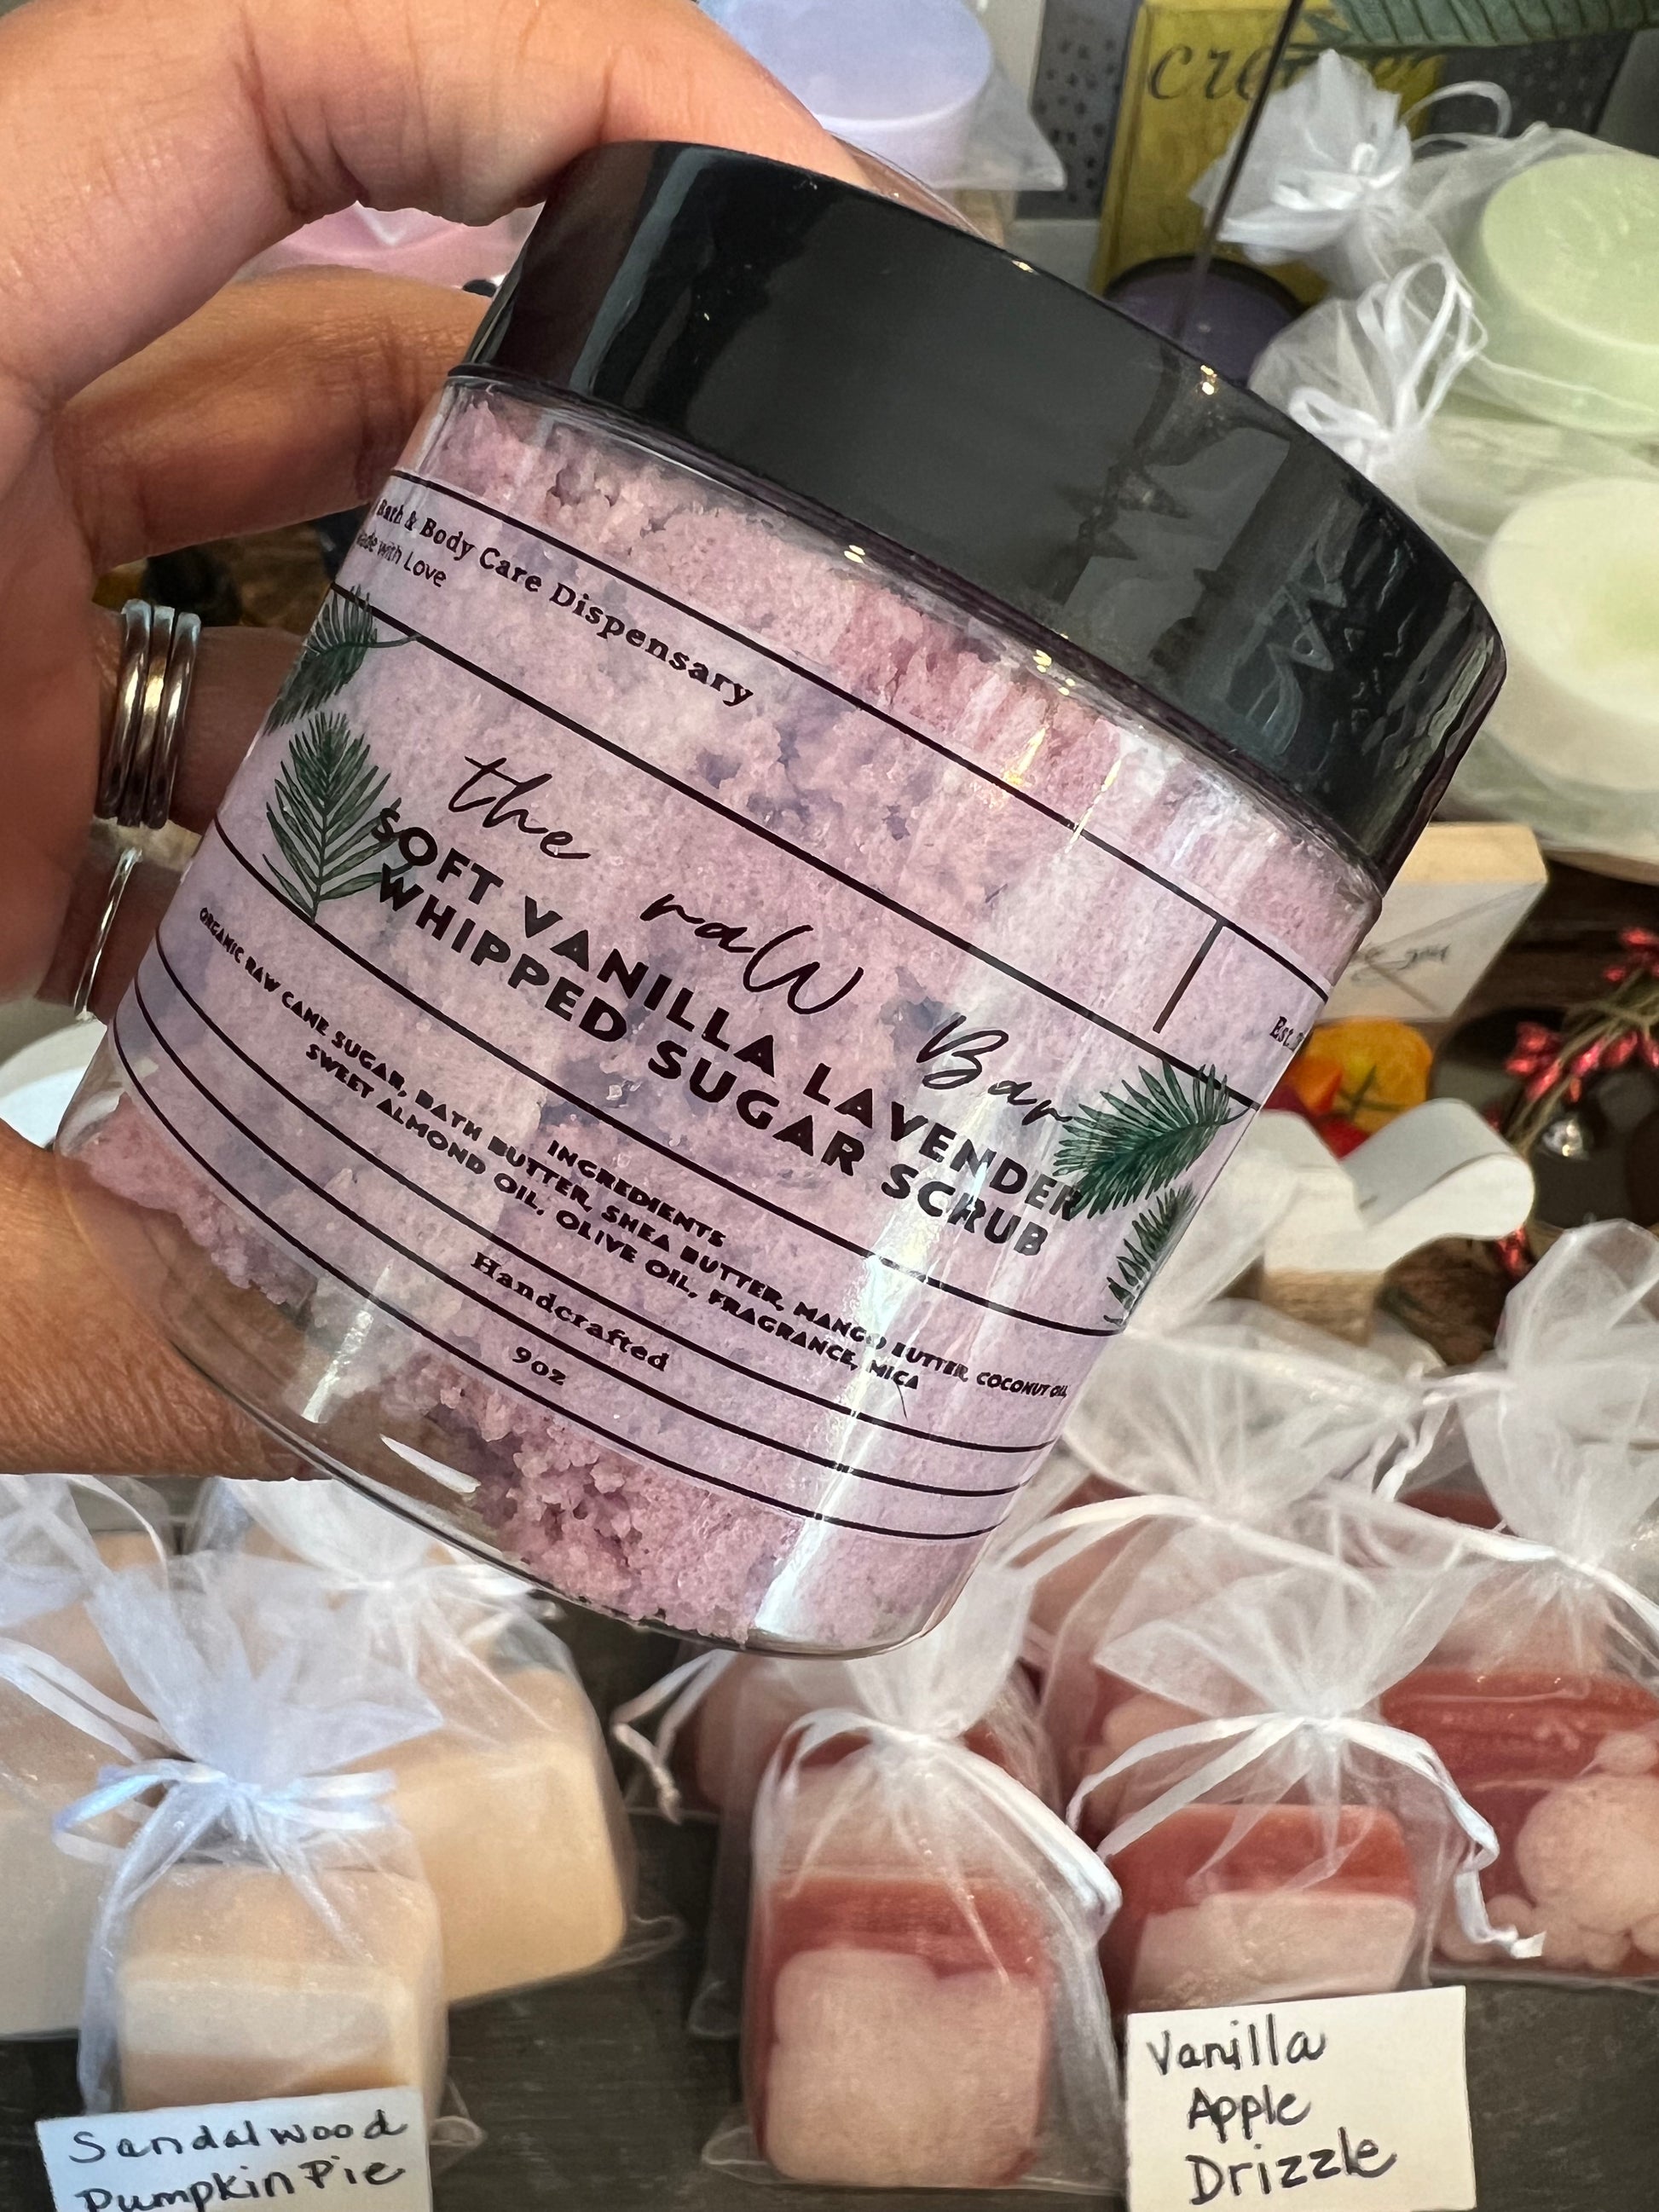 Bath & Body Care Dispensary
Made with Love
Est.
the raW Bar
SOFT VANILLA LAVENDER
WHIPPED SUGAR SCRUB
INGREDIENTS
ORGANIC RAW CANE SUGAR, BATH BUTTER, SHEA BUTTER, MANGO BUTTER, COCONUT OIL,
SWEET ALMOND OIL, OLIVE OIL, FRAGRANCE, MICA
Handcrafted
9oz
Vanilla
Apple
Drizzle
Sandalwood
Pumpkin Pie